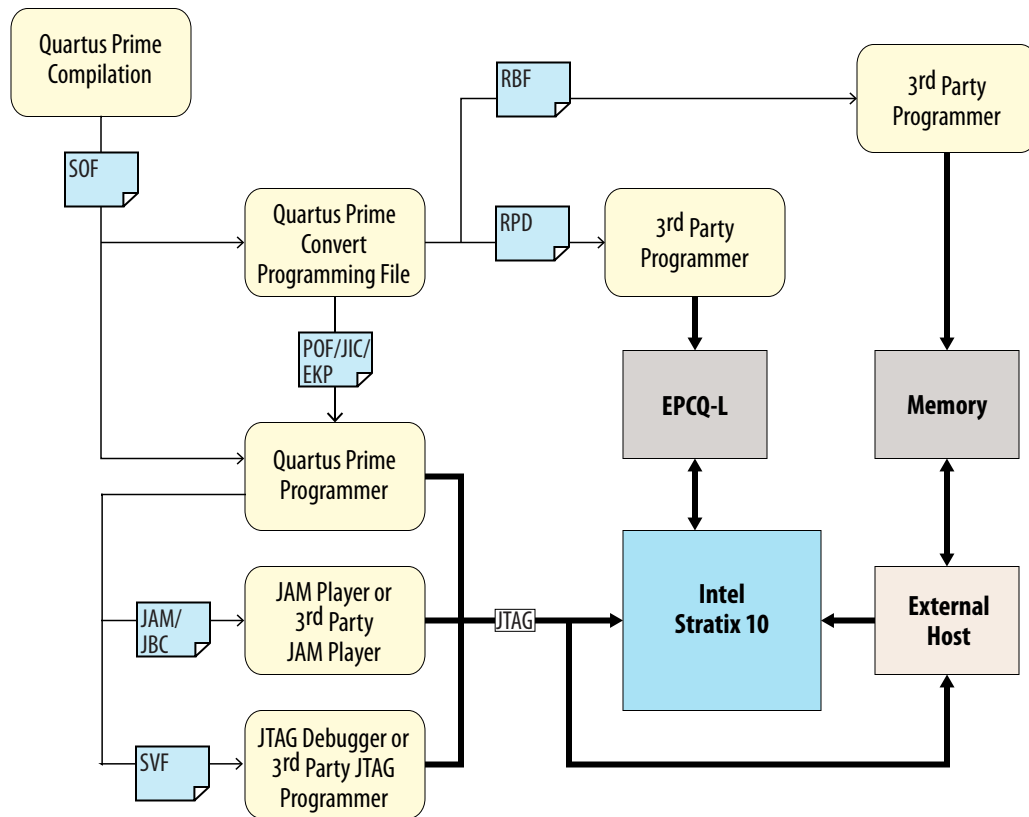 Quartus Prime
Compilation
SOF
RBF
3rd Party
Programmer
Quartus Prime
Convert
Programming File
RPD
3rd Party
Programmer
POF/JIC/
EKP
EPCQ-L
Memory
Quartus Prime
Programmer
JAM/
JBC
JAM Player or
3rd Party
JAM Player
JTAG
Intel
Stratix 10
External
Host
SVF
JTAG Debugger or
3rd Party JTAG
Programmer